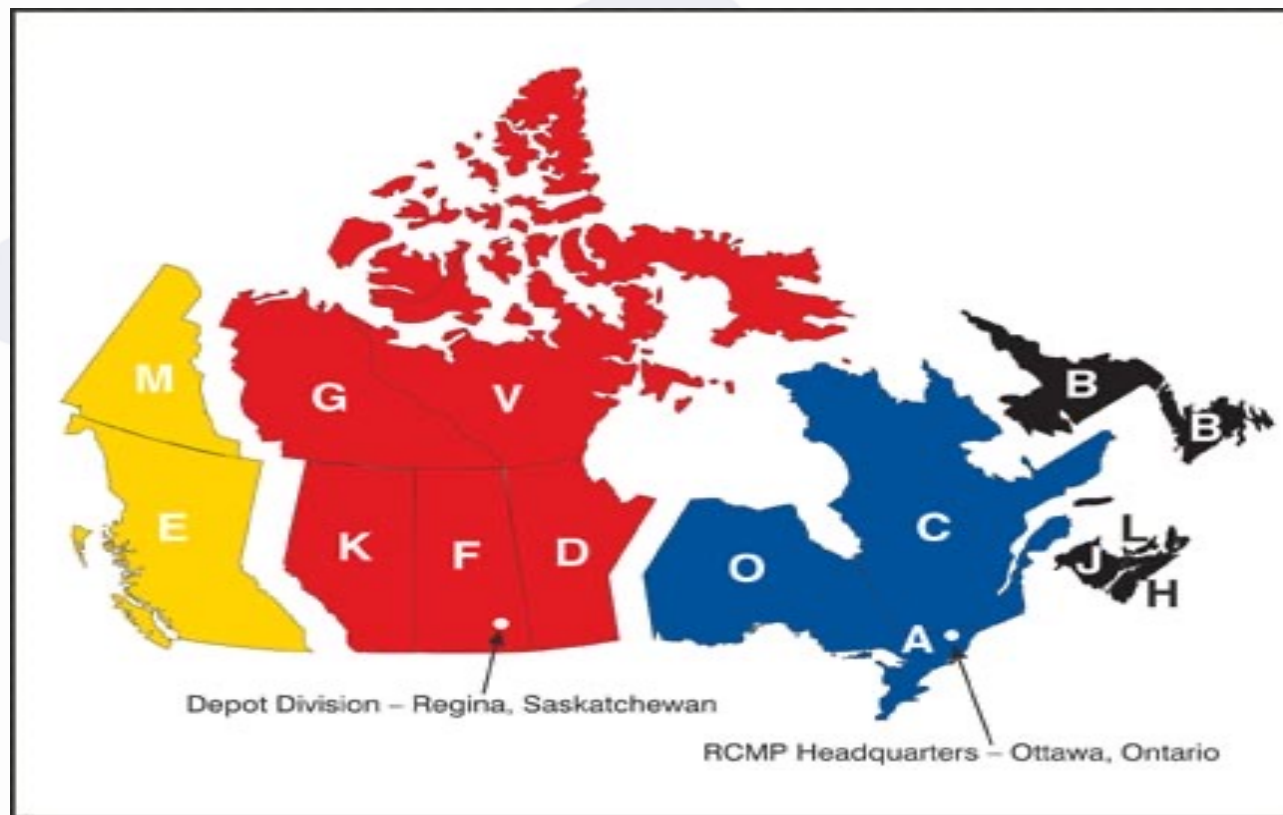 M
G
V
B
B
E
K
F
D
O
C
L
J
H
A
Depot Division – Regina, Saskatchewan
RCMP Headquarters – Ottawa, Ontario